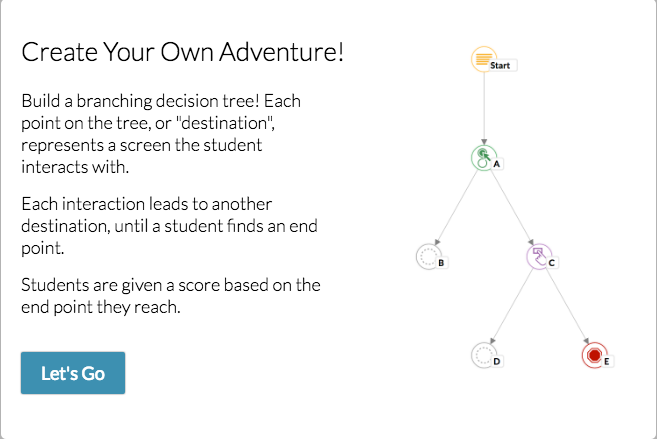 Create Your Own Adventure!
Build a branching decision tree! Each
point on the tree, or "destination",
represents a screen the student
interacts with.
Each interaction leads to another
destination, until a student finds an end
point.
Students are given a score based on the
end point they reach.
Let's Go
Start
A
B
C
D
E